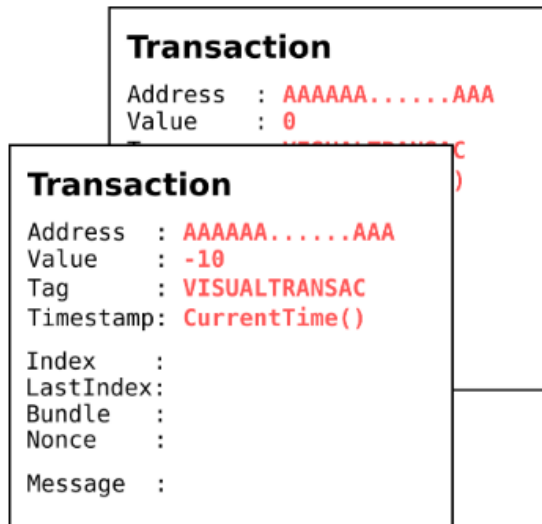 Transaction
Address : AAAAAA......AAA
Value : 0
)
Transaction
Address : AAAAAA......AAA
Value : -10
Tag : VISUALTRANSAC
Timestamp: CurrentTime()
Index :
LastIndex:
Bundle :
Nonce :
Message :